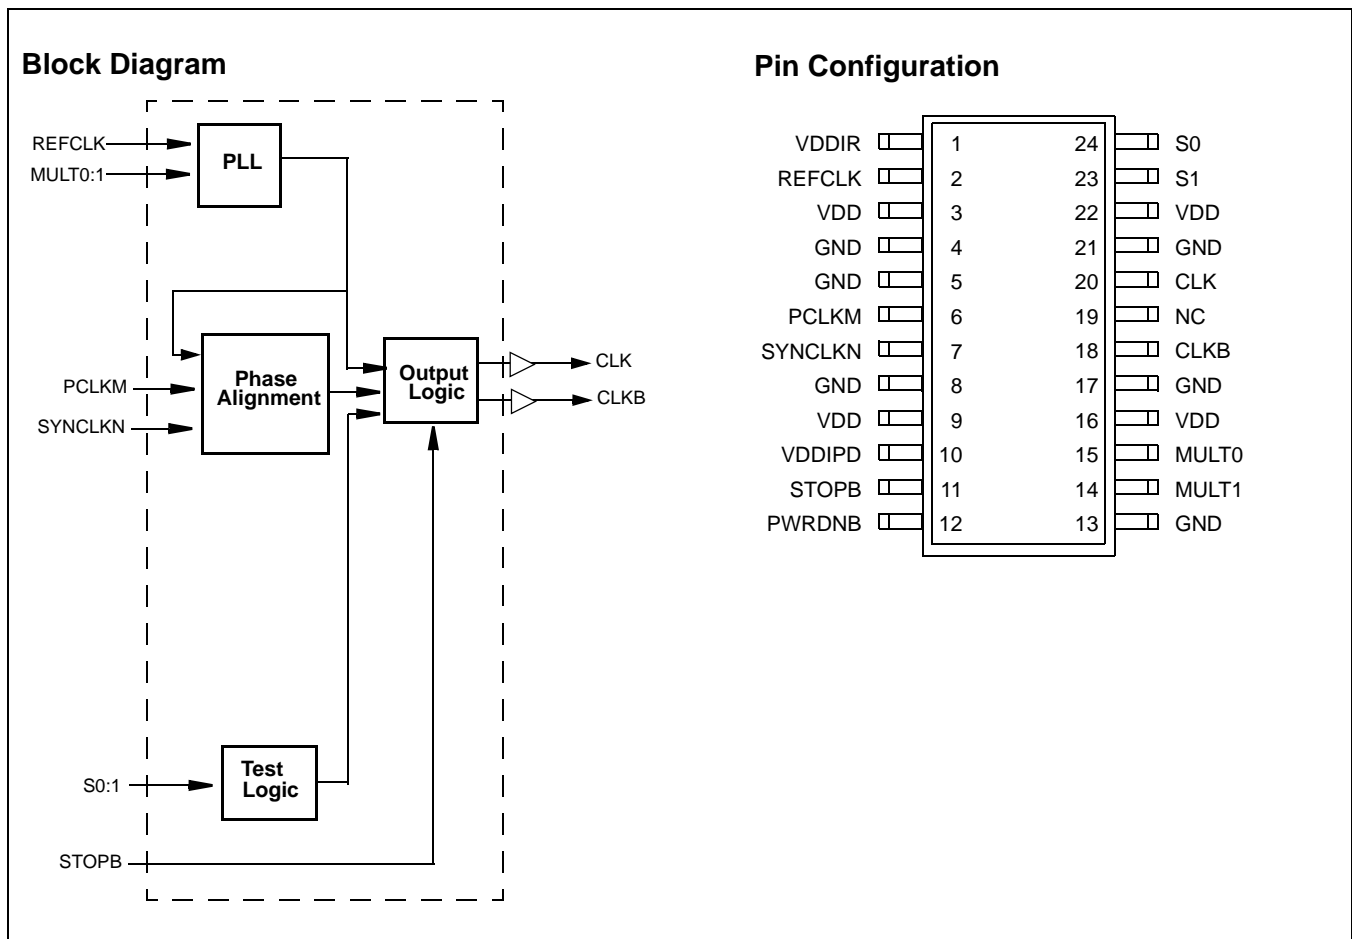 Block Diagram
REFCLK
MULT0:1
PLL
Phase
Alignment
PCLKM
SYNCLKN
Output
Logic
CLK
CLKB
Test
Logic
S0:1
STOPB
Pin Configuration
VDDIR 1 24 S0
REFCLK 2 23 S1
VDD 3 22 VDD
GND 4 21 GND
GND 5 20 CLK
PCLKM 6 19 NC
SYNCLKN 7 18 CLKB
GND 8 17 GND
VDD 9 16 VDD
VDDIPD 10 15 MULT0
STOPB 11 14 MULT1
PWRDNB 12 13 GND